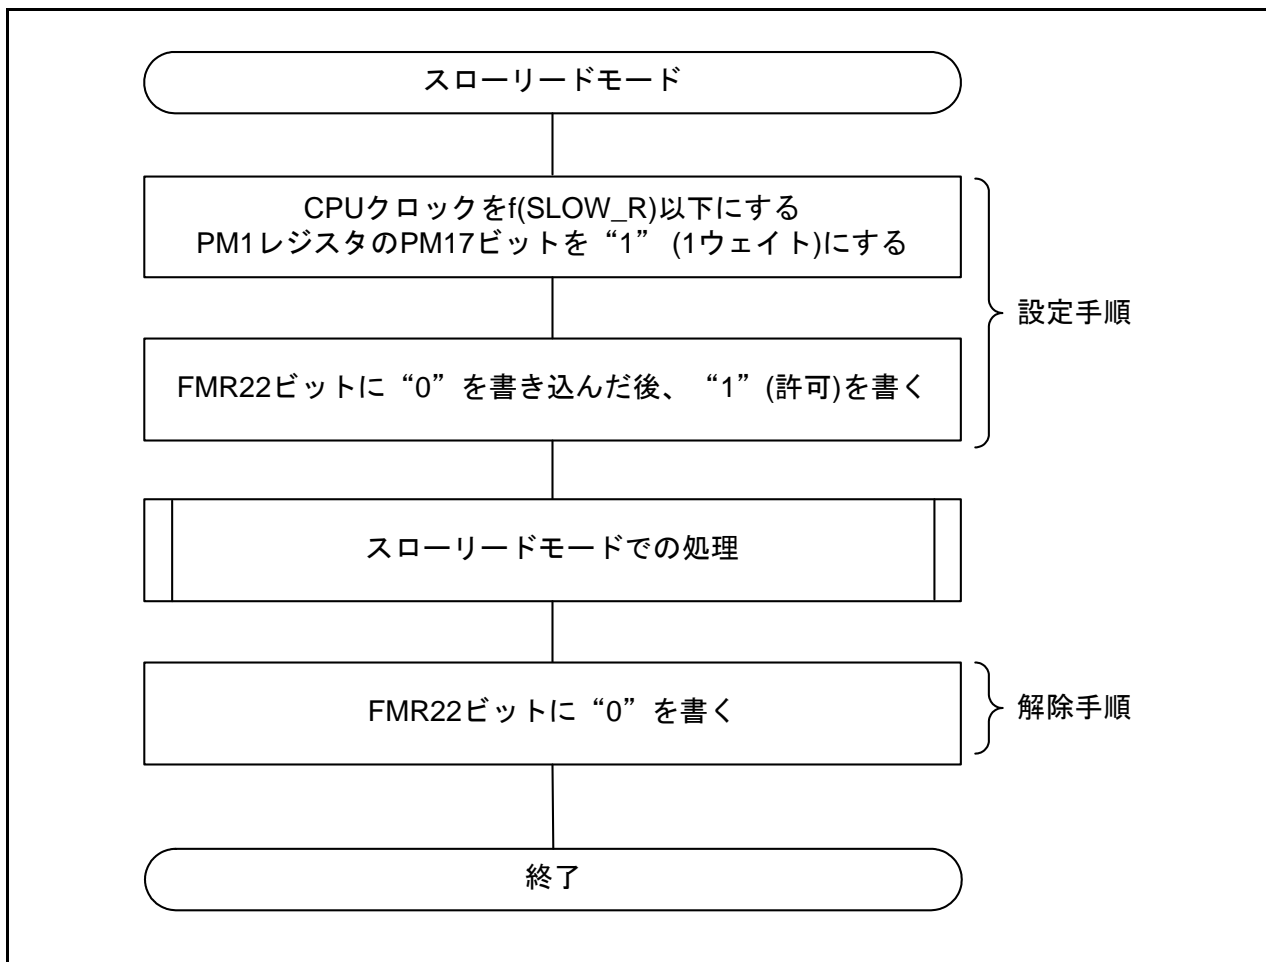 スローリードモード
CPUクロックをf(SLOW_R)以下にする
PM1レジスタのPM17ビットを“1” (1ウェイト)にする
設定手順
FMR22ビットに“0”を書き込んだ後、“1”(許可)を書く
スローリードモードでの処理
FMR22ビットに“0”を書く
解除手順
終了